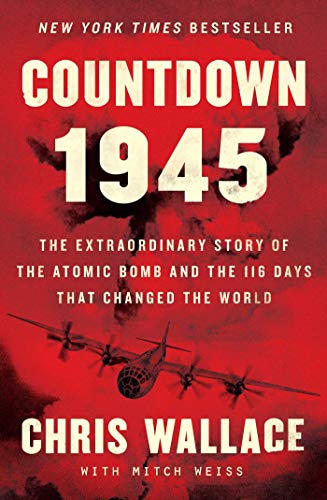 NEW YORK TIMES BESTSELLER
COUNTDOWN
1945
THE EXTRAORDINARY STORY OF
THE ATOMIC BOMB AND THE 116 DAYS
THAT CHANGED THE WORLD
CHRIS WALLACE
WITH MITCH WEISS